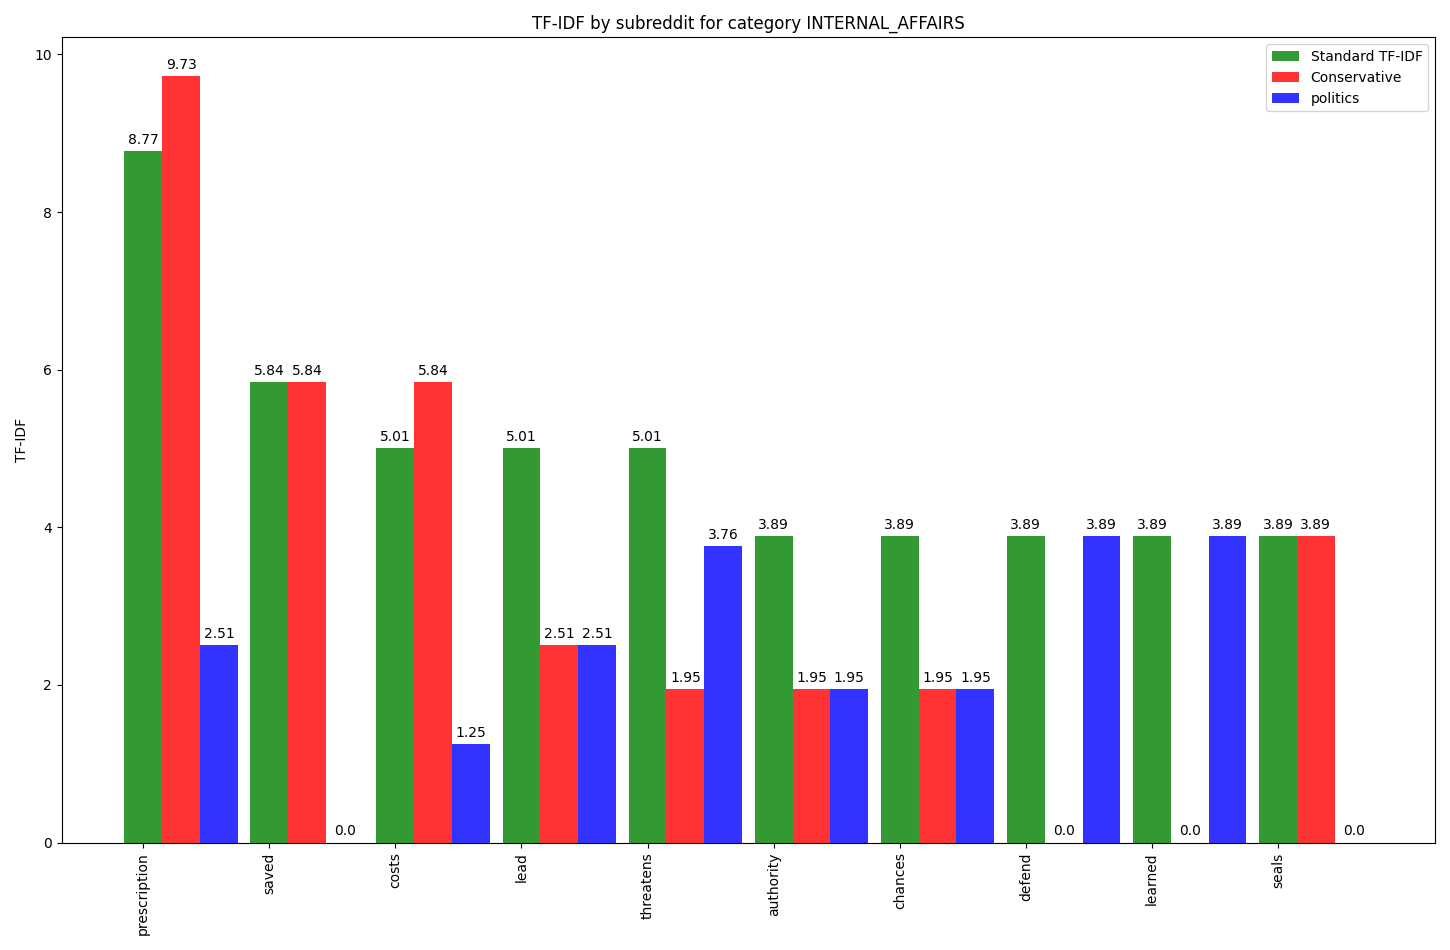 TF-IDF by subreddit for category INTERNAL_AFFAIRS
Standard TF-IDF
Conservative
politics
TF-IDF
10
8
6
4
2
0
8.77 9.73 2.51
5.84 5.84 0.0
5.01 5.84 1.25
5.01 2.51 2.51
5.01 1.95 3.76
3.89 1.95 1.95
3.89 1.95 1.95
3.89 0.0 3.89
3.89 0.0 3.89
3.89 3.89 0.0
prescription
saved
costs
lead
threatens
authority
chances
defend
learned
seals